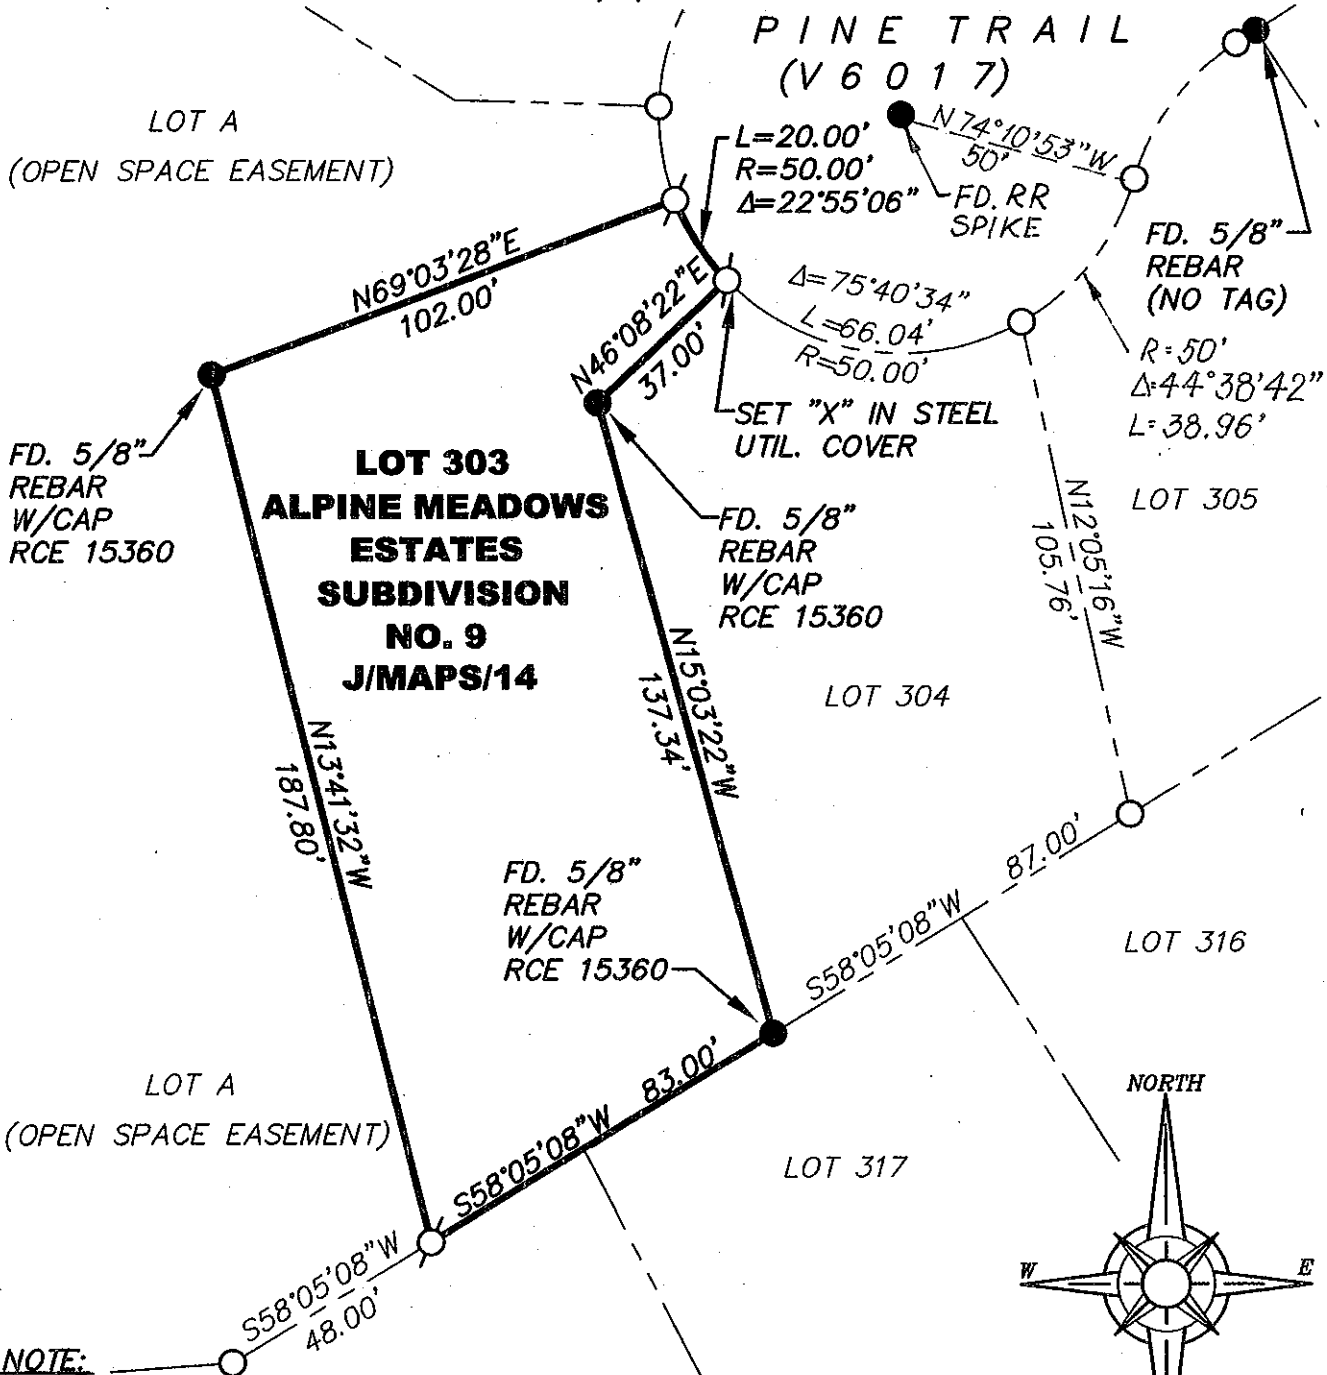 PINE TRAIL
(V 6 0 1 7)
LOT A
(OPEN SPACE EASEMENT)
L=20.00'
R=50.00'
Δ=22°55'06"
N 74°10'53"W
50'
FD. RR
SPIKE
FD. 5/8"
REBAR
(NO TAG)
N69°03'28"E
102.00'
N46°08'22"E
37.00'
Δ=75°40'34"
L=66.04'
R=50.00'
R=50'
Δ=44°38'42"
L=38.96'
SET "X" IN STEEL
UTIL. COVER
FD. 5/8"
REBAR
W/CAP
RCE 15360
LOT 303
ALPINE MEADOWS
ESTATES
SUBDIVISION
NO. 9
J/MAPS/14
FD. 5/8"
REBAR
W/CAP
RCE 15360
N12°05'16"W
105.76'
LOT 305
N15°03'22"W
137.34'
LOT 304
N13°41'32"W
187.80'
FD. 5/8"
REBAR
W/CAP
RCE 15360
S58°05'08"W
87.00'
LOT 316
LOT A
(OPEN SPACE EASEMENT)
S58°05'08"W
83.00'
LOT 317
S58°05'08"W
48.00'
NORTH
W
E
NOTE: